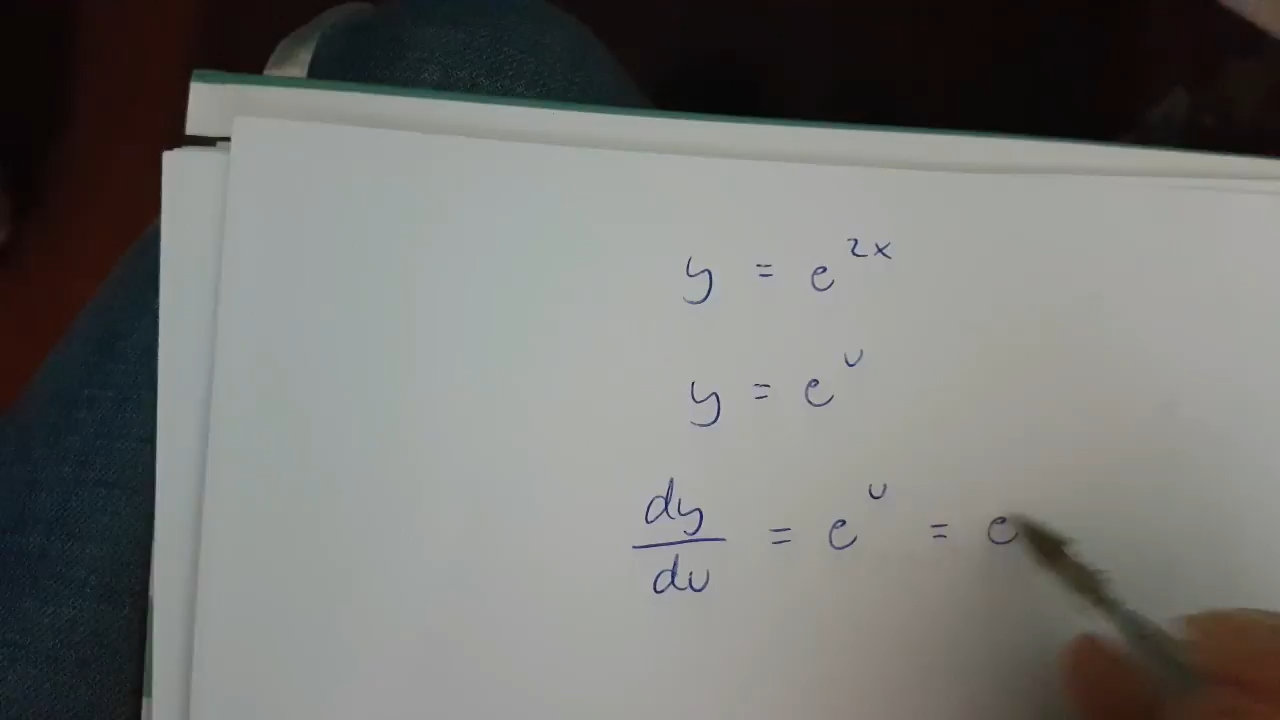 y = e^{2x}
y = e^u
dy/du = e^u = e